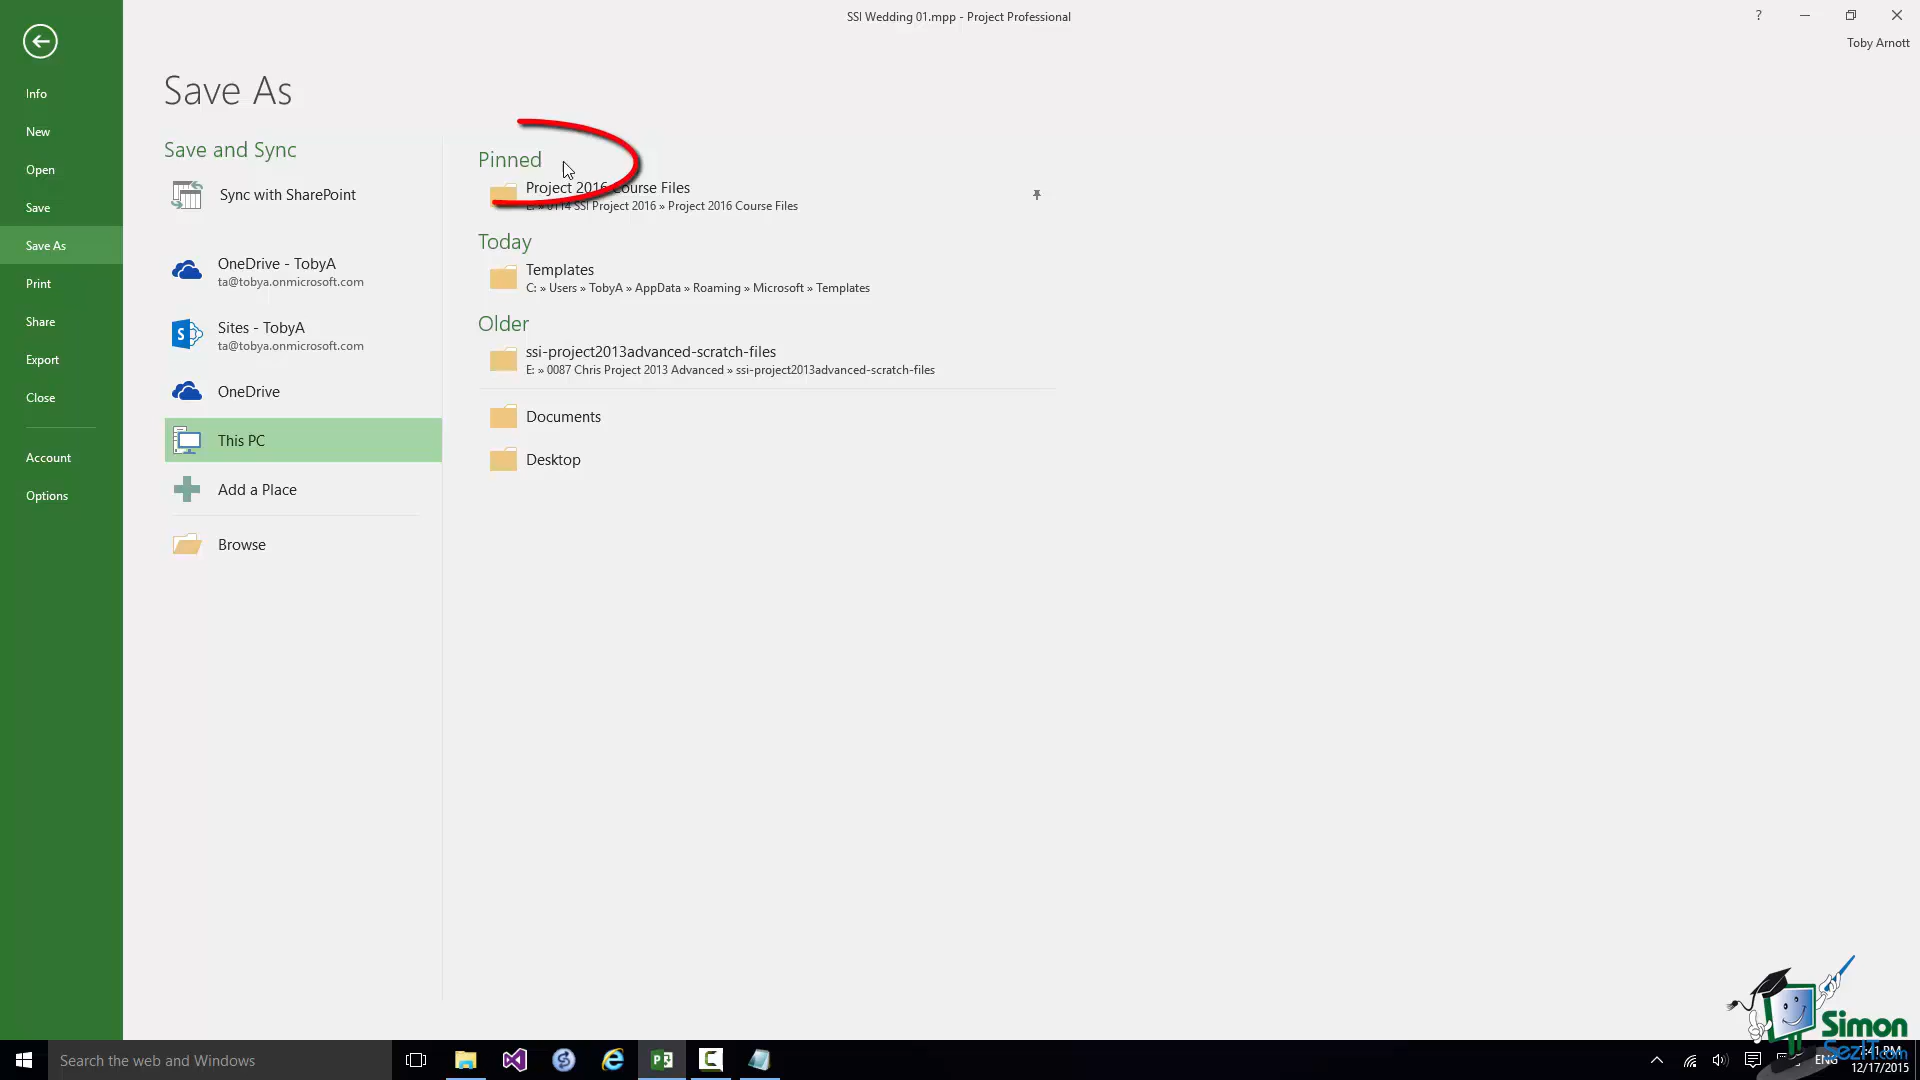 SSI Wedding 01.mpp - Project Professional
?
Toby Arnott
Info
New
Open
Save
Save As
Print
Share
Export
Close
Account
Options
Save As
Save and Sync
Sync with SharePoint
OneDrive - TobyA
ta@tobya.onmicrosoft.com
Sites - TobyA
ta@tobya.onmicrosoft.com
OneDrive
This PC
Add a Place
Browse
Pinned
Project 2016 Course Files
E: » 0114 SSI Project 2016 » Project 2016 Course Files
Today
Templates
C: » Users » TobyA » AppData » Roaming » Microsoft » Templates
Older
ssi-project2013advanced-scratch-files
E: » 0087 Chris Project 2013 Advanced » ssi-project2013advanced-scratch-files
Documents
Desktop
Simon
SezIT.com
Search the web and Windows
ENG
12/17/2015